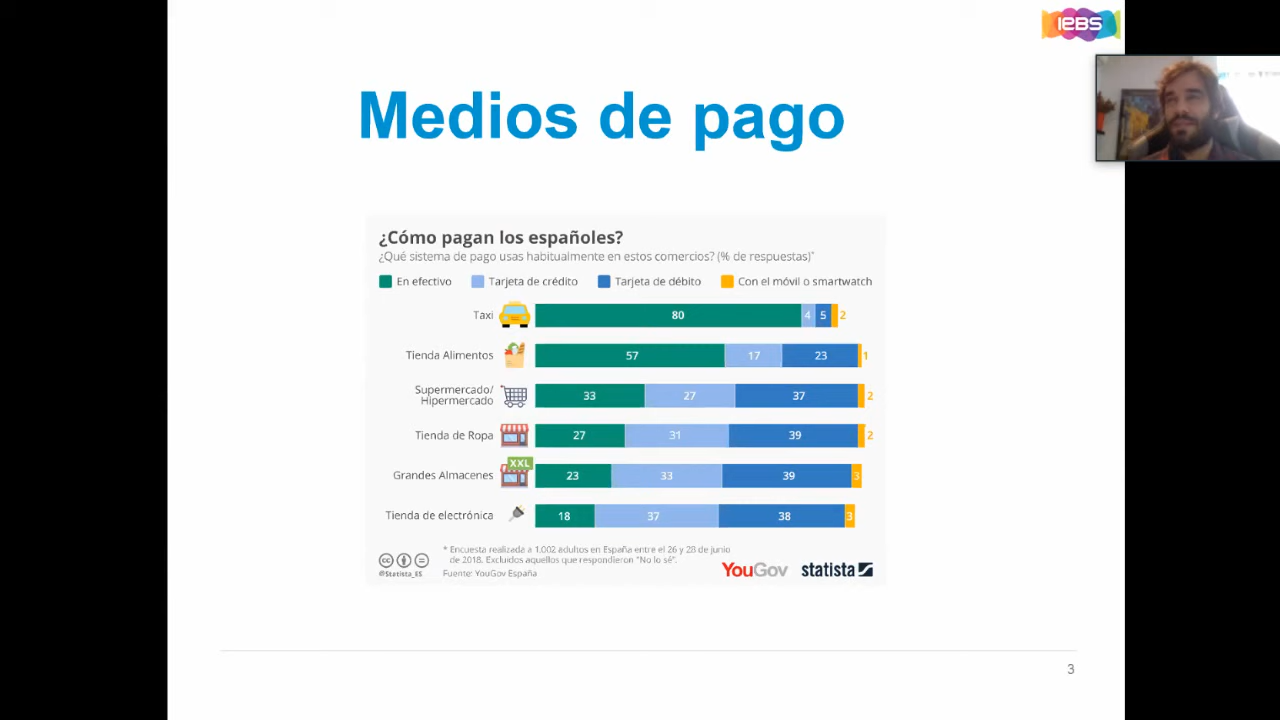 iEBS
Medios de pago
¿Cómo pagan los españoles?
¿Qué sistema de pago usas habitualmente en estos comercios? (% de respuestas)*
En efectivo Tarjeta de crédito Tarjeta de débito Con el móvil o smartwatch
Taxi 80 4 5 2
Tienda Alimentos 57 17 23 1
Supermercado/
Hipermercado 33 27 37 2
Tienda de Ropa 27 31 39 2
XXL
Grandes Almacenes 23 33 39 3
Tienda de electrónica 18 37 38 3
* Encuesta realizada a 1.002 adultos en España entre el 26 y 28 de junio
de 2018. Excluidos aquellos que respondieron "No lo sé".
Fuente: YouGov España
cc
@Statista_ES
YouGov statista
3